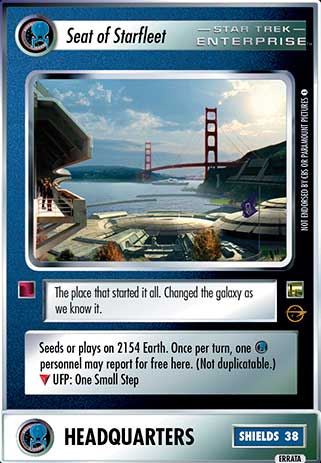 Seat of Starfleet
STAR TREK
ENTERPRISE
NOT ENDORSED BY CBS OR PARAMOUNT PICTURES
The place that started it all. Changed the galaxy as
we know it.
Seeds or plays on 2154 Earth. Once per turn, one
personnel may report for free here. (Not duplicatable.)
UFP: One Small Step
HEADQUARTERS
SHIELDS 38
ERRATA